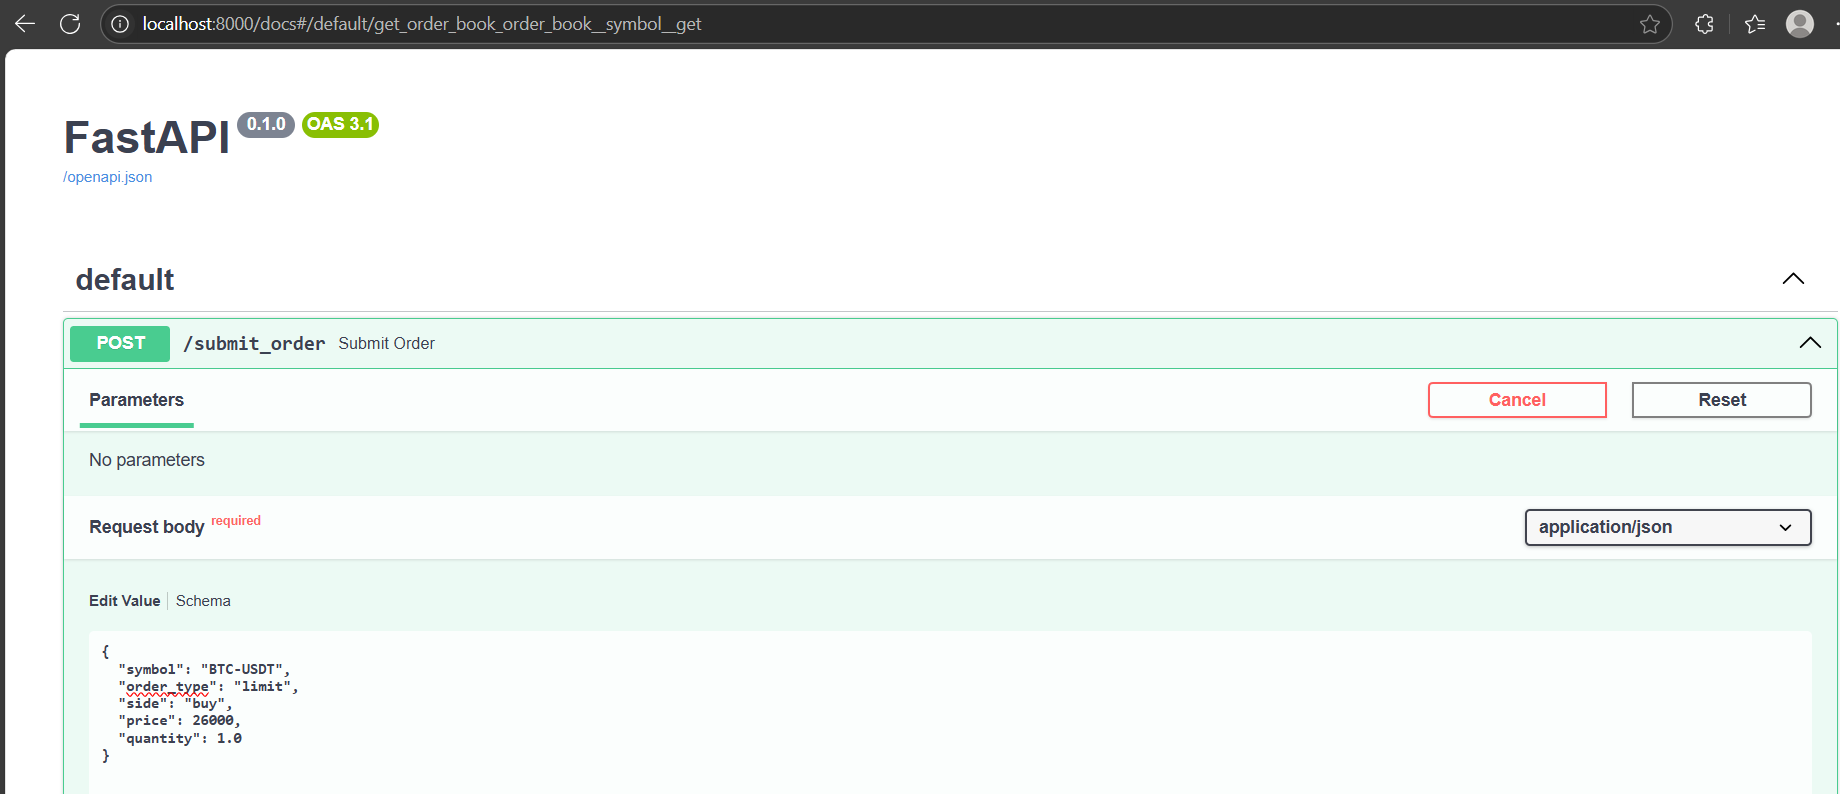 localhost:8000/docs#/default/get_order_book_order_book__symbol__get
FastAPI 0.1.0 OAS 3.1
/openapi.json
default
POST /submit_order Submit Order
Parameters Cancel Reset
No parameters
Request body required application/json
Edit Value Schema
{
"symbol": "BTC-USDT",
"order_type": "limit",
"side": "buy",
"price": 26000,
"quantity": 1.0
}